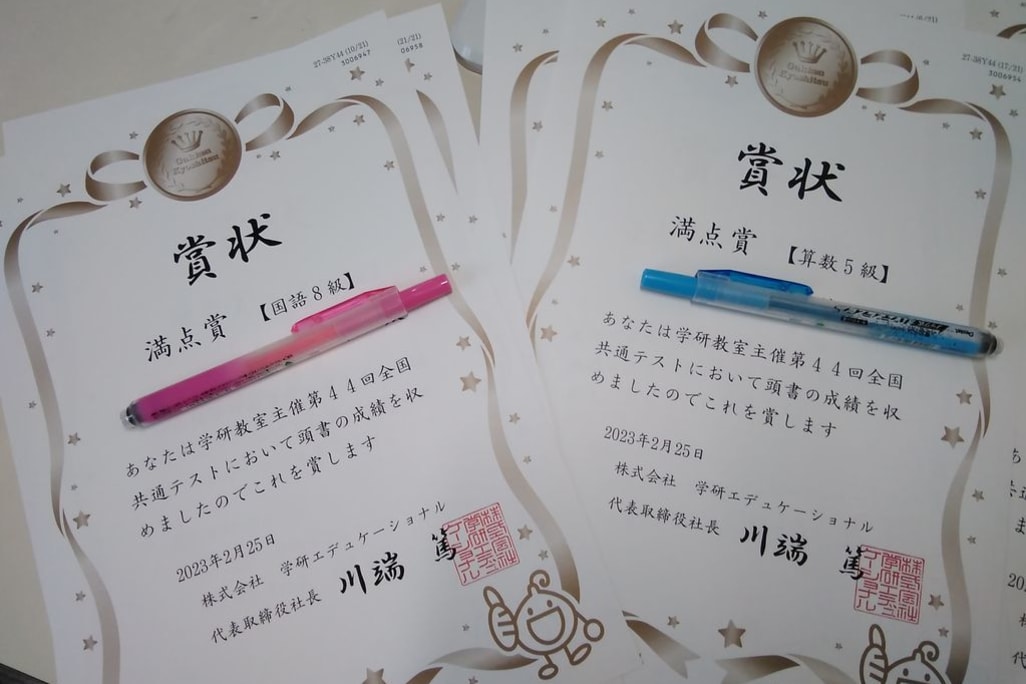 27-38Y44 (10/21)
3006947
Gakken
Kyoshitsu
賞状
満点賞 【国語8級】
あなたは学研教室主催第44回全国
共通テストにおいて頭書の成績を収
めましたのでこれを賞します
2023年2月25日
株式会社 学研エデュケーショナル
代表取締役社長 川端 篤
(21/21)
06958
27-38Y44 (17/21)
3006954
Gakken
Kyoshitsu
賞状
満点賞 【算数5級】
あなたは学研教室主催第44回全国
共通テストにおいて頭書の成績を収
めましたのでこれを賞します
2023年2月25日
株式会社 学研エデュケーショナル
代表取締役社長 川端 篤